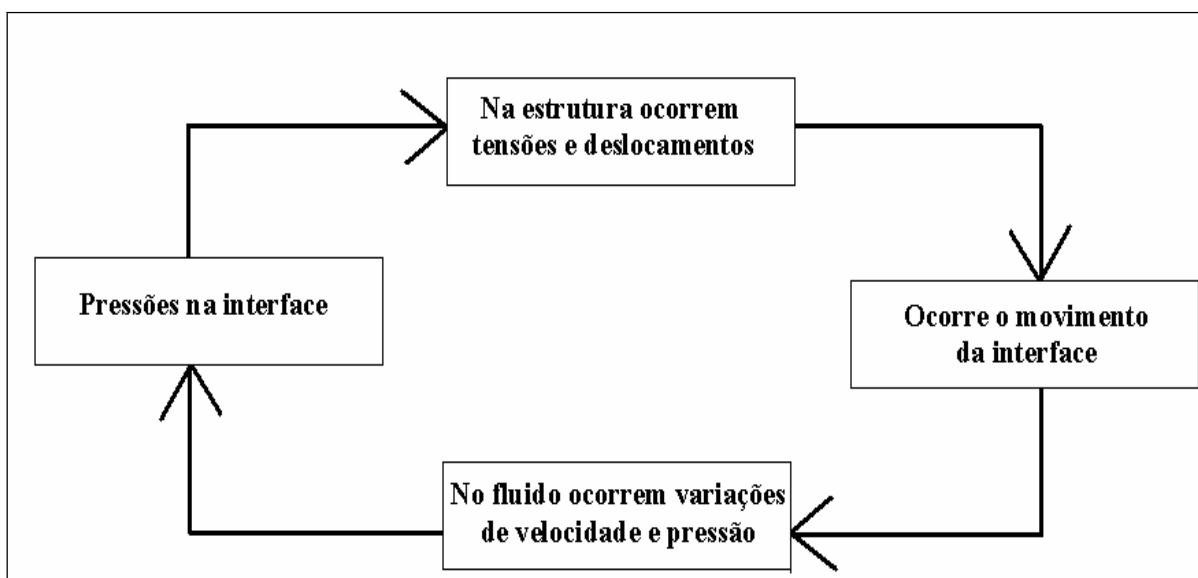 Na estrutura ocorrem
tensões e deslocamentos
Pressões na interface
Ocorre o movimento
da interface
No fluido ocorrem variações
de velocidade e pressão